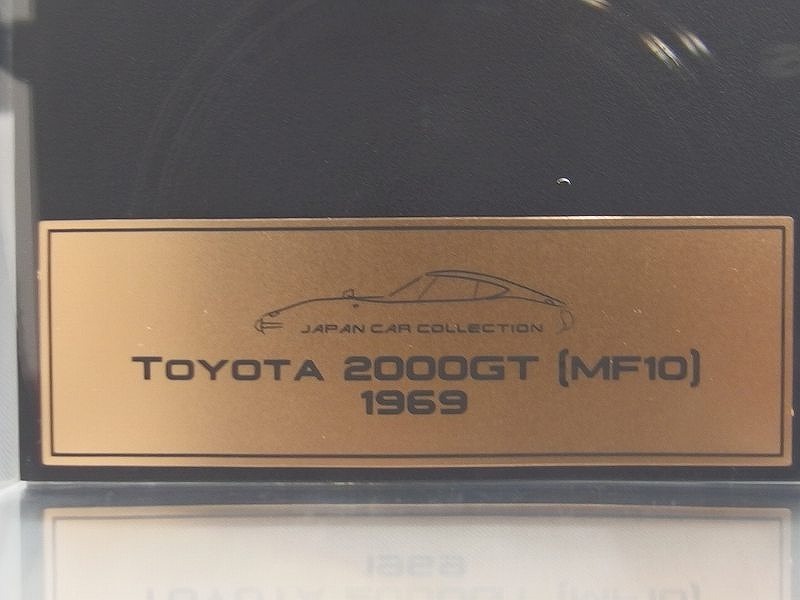 JAPAN CAR COLLECTION
TOYOTA 2000GT (MF10)
1969